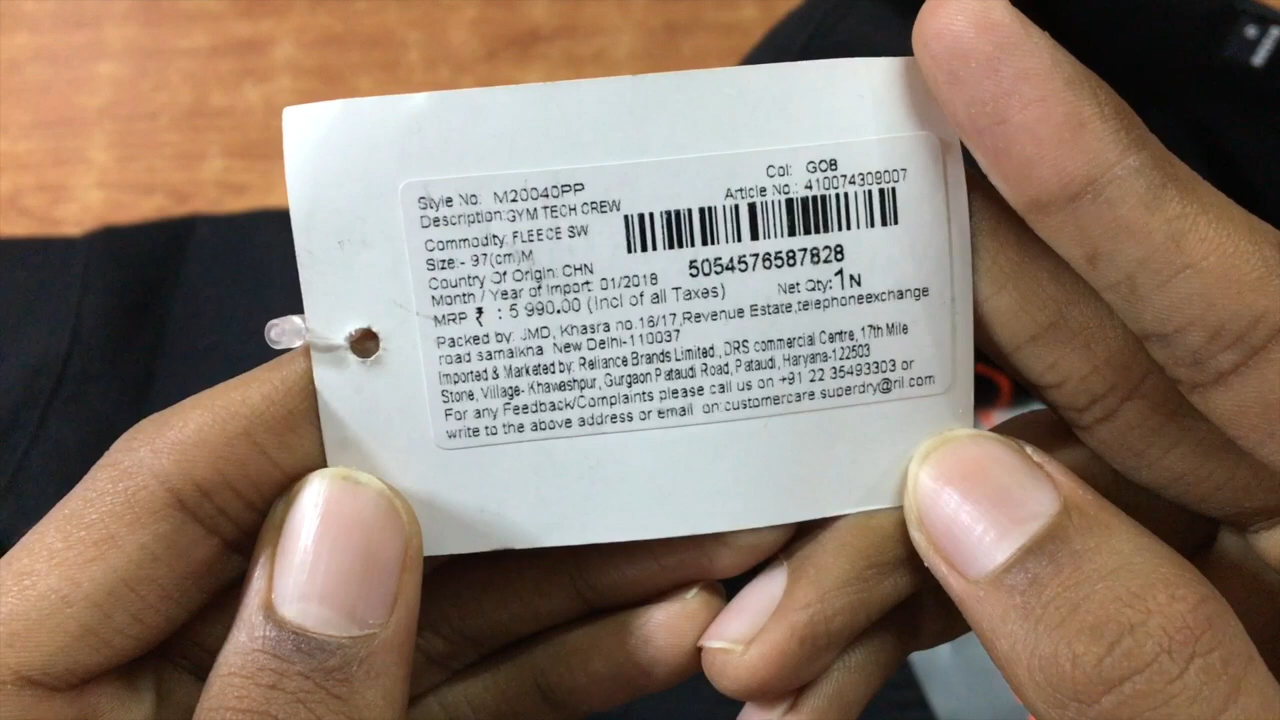 Style No: M20040PP
Col: GO8
Description:GYM TECH CREW
Article No.: 410074309007
Commodity: FLEECE SW
Size:- 97(cm)M
5054576587828
Country Of Origin: CHN
Month / Year of Import: 01/2018
Net Qty:1N
MRP ₹ : 5 990.00 (Incl of all Taxes)
Packed by: JMD, Khasra no.16/17,Revenue Estate,telephoneexchange
road samalkha New Delhi-110037
Imported & Marketed by: Reliance Brands Limited., DRS commercial Centre, 17th Mile
Stone, Village- Khawashpur, Gurgaon Pataudi Road, Pataudi, Haryana-122503
For any Feedback/Complaints please call us on +91 22 35493303 or
write to the above address or email on:customercare.superdry@ril.com